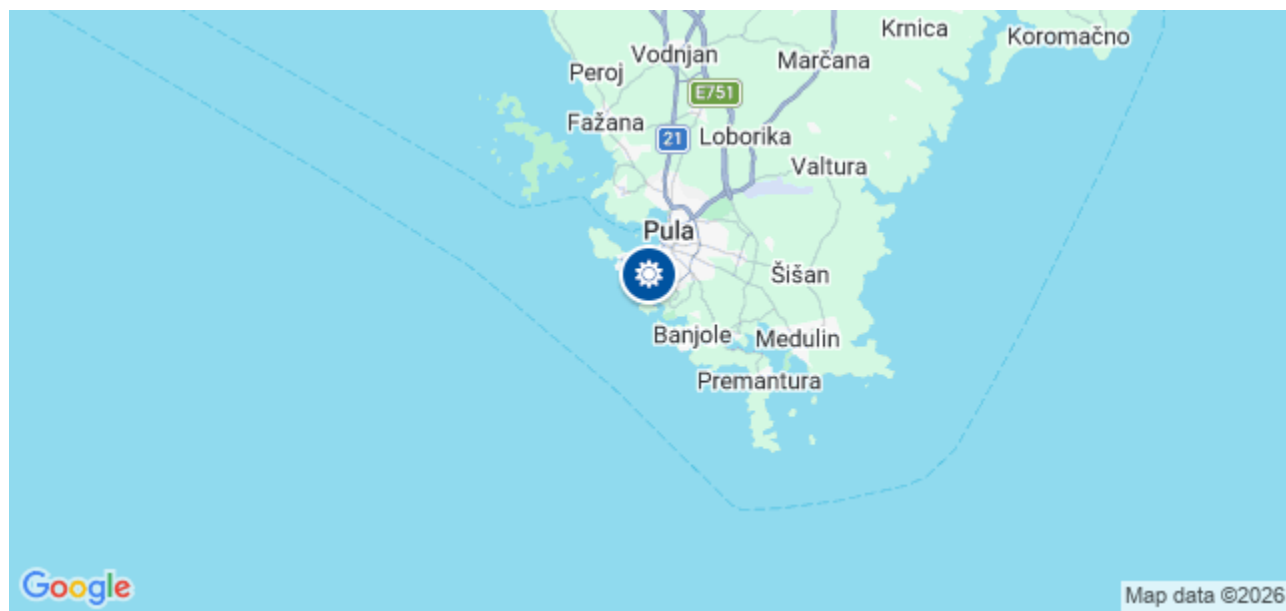 Krnica
Koromačno
Vodnjan
Marčana
Peroj
E751
Fažana
21
Loborika
Valtura
Pula
Šišan
Banjole
Medulin
Premantura
Google
Map data ©2026